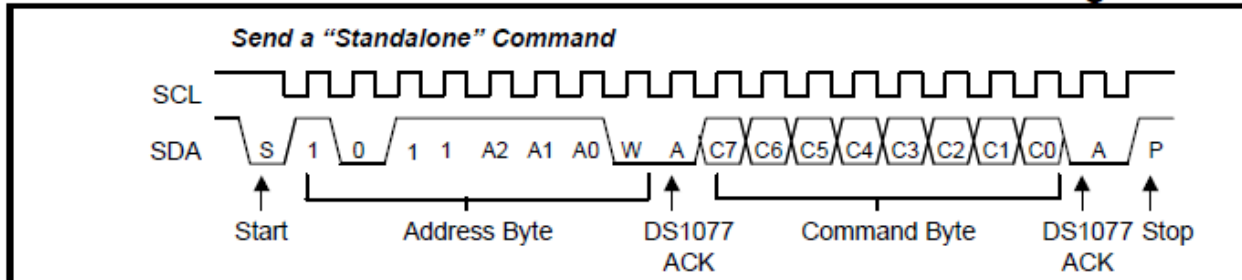 Send a “Standalone” Command
SCL
SDA S 1 0 1 1 A2 A1 A0 W A C7 C6 C5 C4 C3 C2 C1 C0 A P
Start Address Byte DS1077 Command Byte DS1077 Stop
ACK ACK